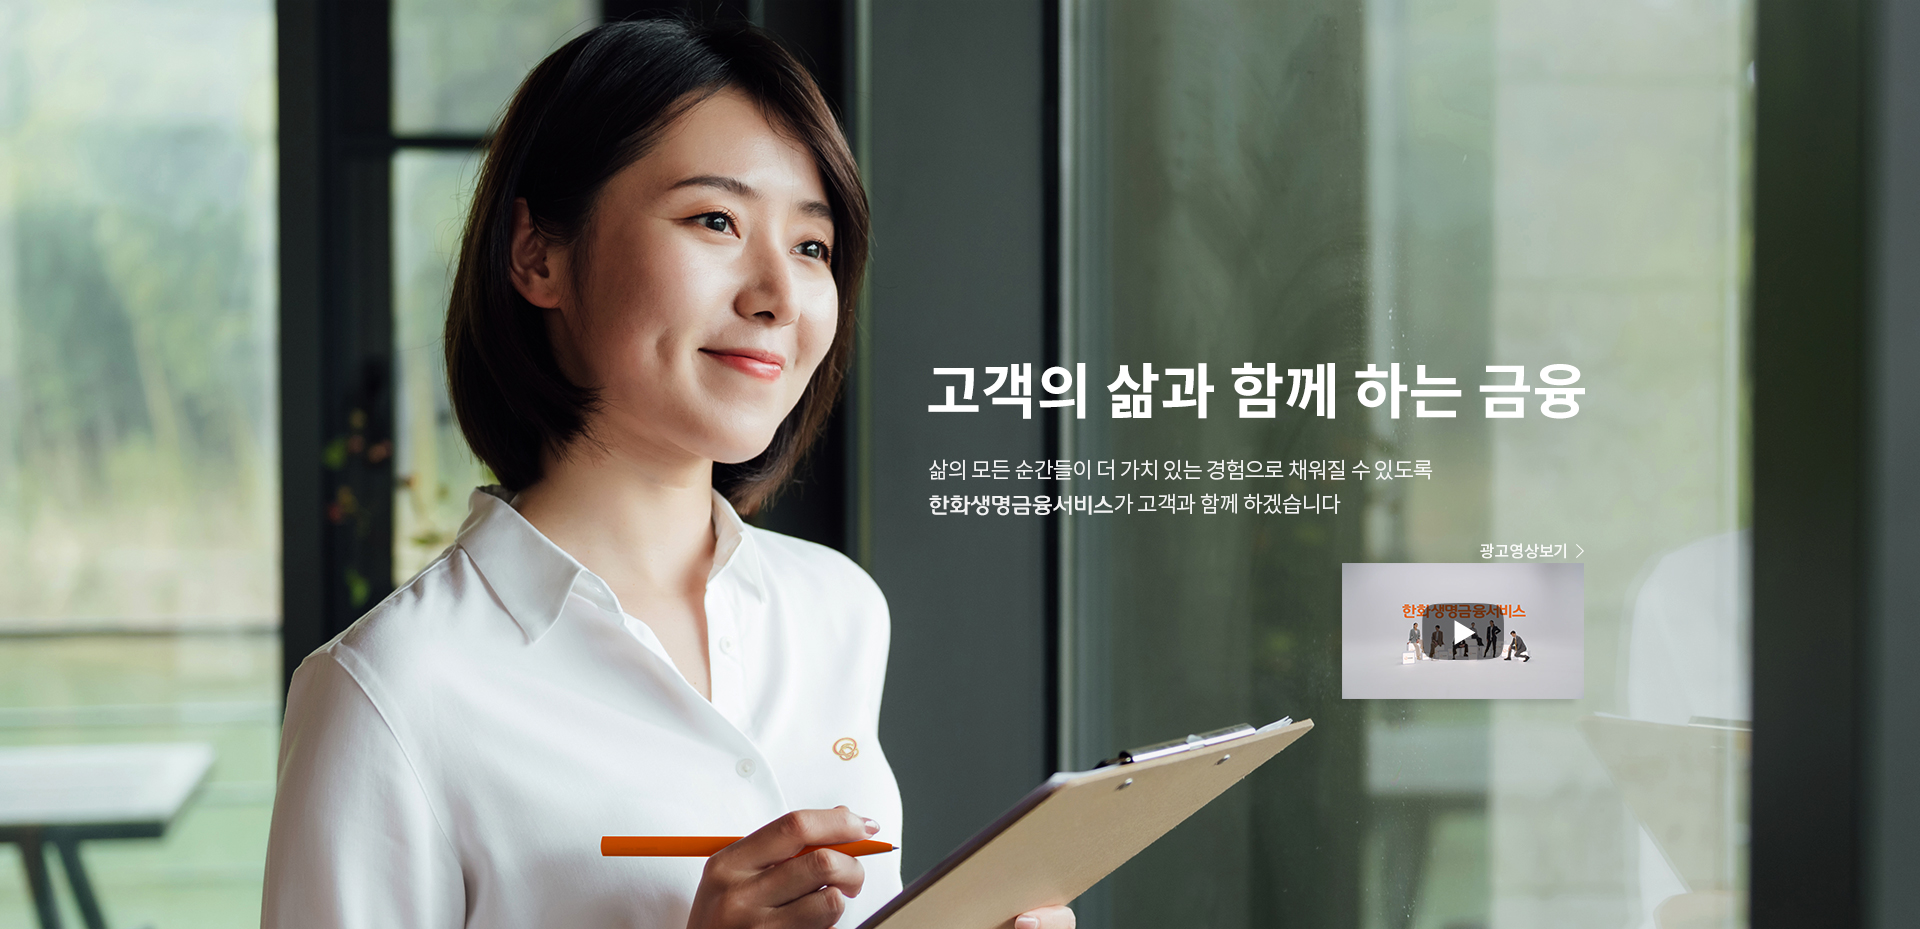 고객의 삶과 함께 하는 금융
삶의 모든 순간들이 더 가치 있는 경험으로 채워질 수 있도록
한화생명금융서비스가 고객과 함께 하겠습니다
광고영상보기
한화생명금융서비스